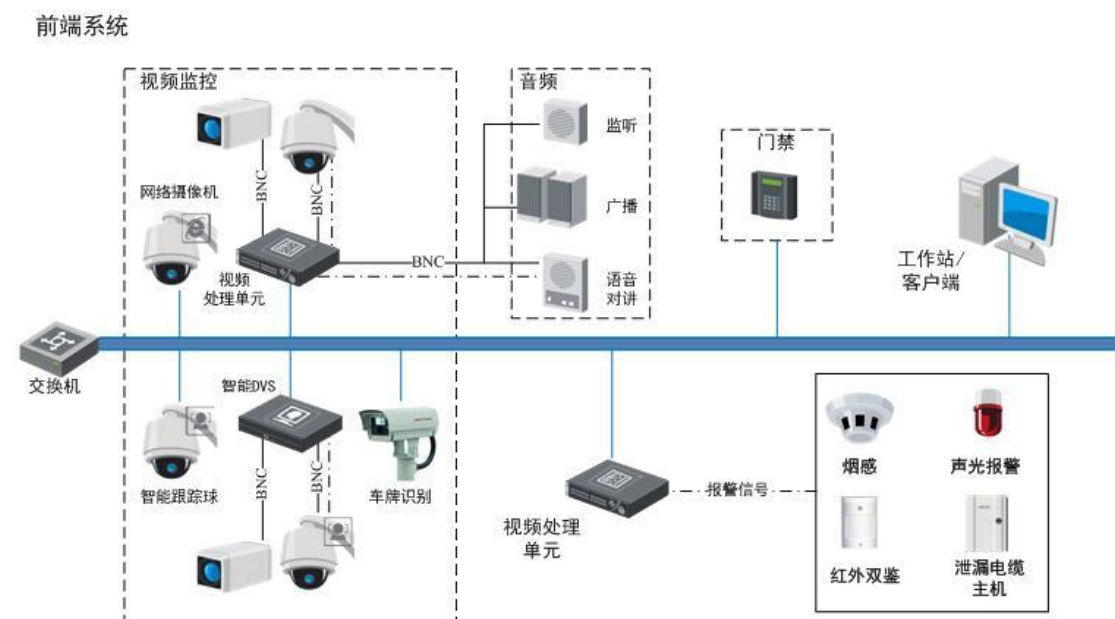 前端系统
视频监控
音频
监听
门禁
BNC
BNC
网络摄像机
广播
BNC
视频
处理单元
语音
对讲
工作站/
客户端
交换机
智能DVS
BNC
BNC
智能跟踪球
车牌识别
视频处理
单元
报警信号
烟感
声光报警
红外双鉴
泄漏电缆
主机